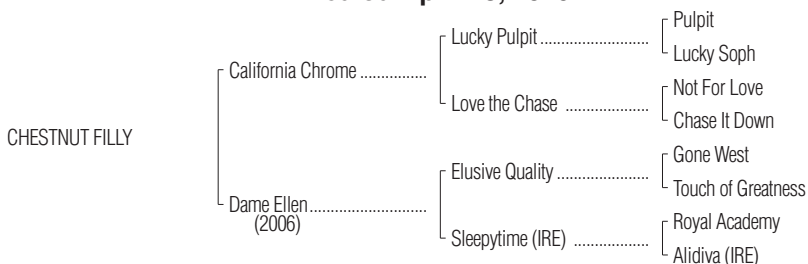 Pulpit
Lucky Pulpit
Lucky Soph
California Chrome
Not For Love
Love the Chase
Chase It Down
CHESTNUT FILLY
Gone West
Elusive Quality
Touch of Greatness
Dame Ellen
(2006)
Royal Academy
Sleepytime (IRE)
Alidiva (IRE)